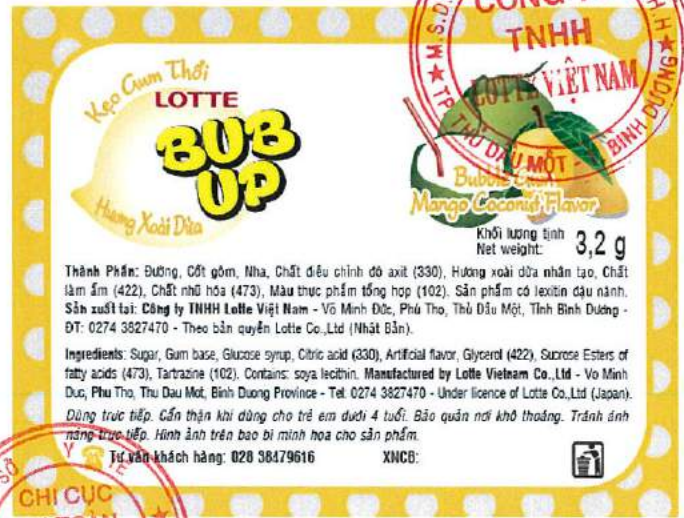 Kẹo Gum Thổi
LOTTE
BUB
UP
Hương Xoài Dừa
CÔNG
TNHH
LOTTE VIỆT NAM
TP. THỦ DẦU MỘT - BÌNH DƯƠNG
Bubble Gum
Mango Coconut Flavor
Khối lượng tịnh
Net weight: 3,2 g
Thành Phần: Đường, Cốt gôm, Nha, Chất điều chỉnh độ axit (330), Hương xoài dừa nhân tạo, Chất
làm ẩm (422), Chất nhũ hóa (473), Màu thực phẩm tổng hợp (102). Sản phẩm có lexitin đậu nành.
Sản xuất tại: Công ty TNHH Lotte Việt Nam - Võ Minh Đức, Phú Thọ, Thủ Dầu Một, Tỉnh Bình Dương -
ĐT: 0274 3827470 - Theo bản quyền Lotte Co.,Ltd (Nhật Bản).
Ingredients: Sugar, Gum base, Glucose syrup, Citric acid (330), Artificial flavor, Glycerol (422), Sucrose Esters of
fatty acids (473), Tartrazine (102). Contains: soya lecithin. Manufactured by Lotte Vietnam Co.,Ltd - Vo Minh
Duc, Phu Tho, Thu Dau Mot, Binh Duong Province - Tel: 0274 3827470 - Under licence of Lotte Co.,Ltd (Japan).
Dùng trực tiếp. Cẩn thận khi dùng cho trẻ em dưới 4 tuổi. Bảo quản nơi khô thoáng. Tránh ánh
nắng trực tiếp. Hình ảnh trên bao bì minh họa cho sản phẩm.
Tư vấn khách hàng: 028 38479616 XNCB:
SỞ Y TẾ
CHI CỤC